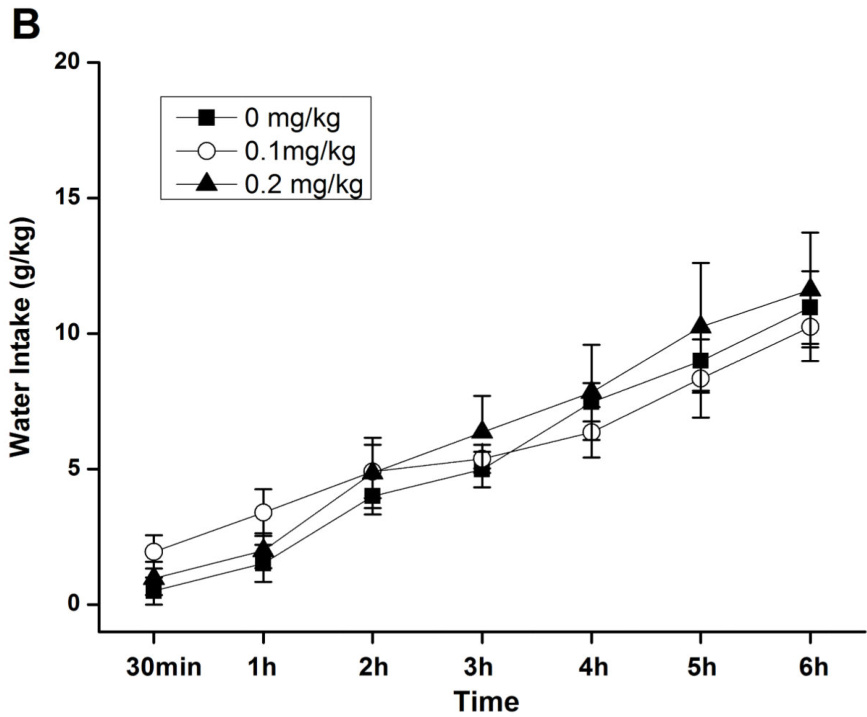 B
20
15
10
5
0
Water Intake (g/kg)
0 mg/kg
0.1mg/kg
0.2 mg/kg
30min 1h 2h 3h 4h 5h 6h
Time